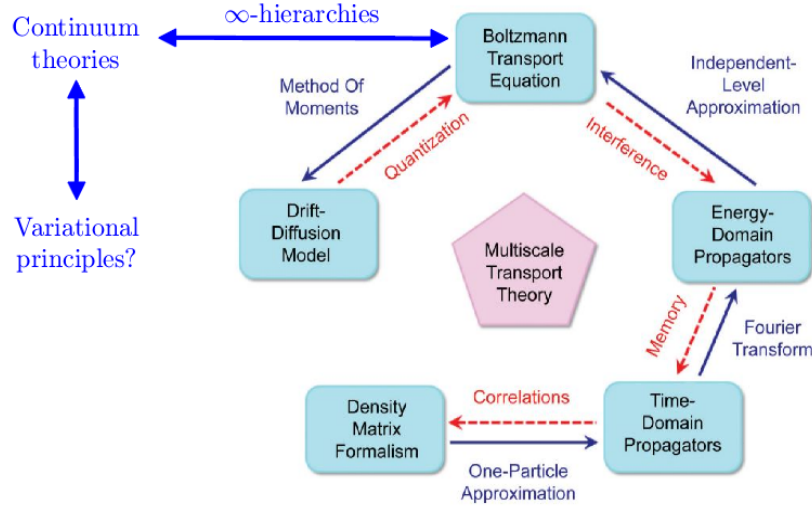 Continuum
theories
∞-hierarchies
Boltzmann
Transport
Equation
Method Of
Moments
Quantization
Interference
Independent-
Level
Approximation
Variational
principles?
Drift-
Diffusion
Model
Multiscale
Transport
Theory
Energy-
Domain
Propagators
Memory
Fourier
Transform
Density
Matrix
Formalism
Correlations
One-Particle
Approximation
Time-
Domain
Propagators